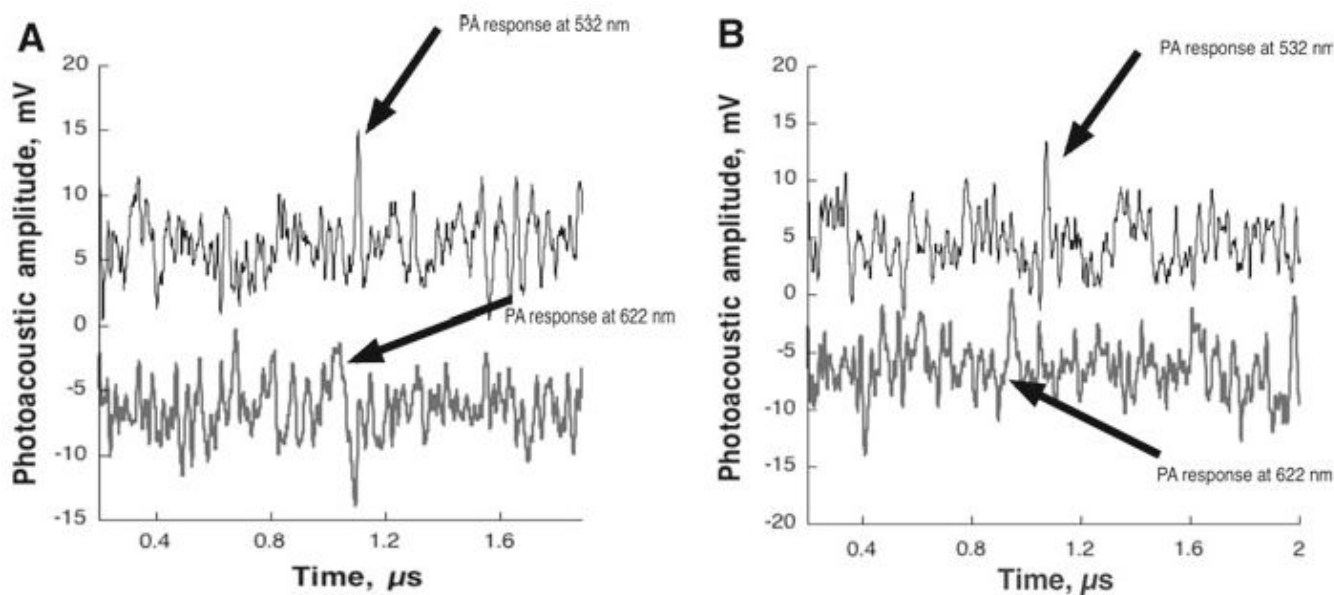 A
PA response at 532 nm
Photoacoustic amplitude, mV
20
15
10
5
0
-5
-10
-15
PA response at 622 nm
0.4 0.8 1.2 1.6
Time, µs
B
PA response at 532 nm
Photoacoustic amplitude, mV
20
15
10
5
0
-5
-10
-15
-20
PA response at 622 nm
0.4 0.8 1.2 1.6 2
Time, µs